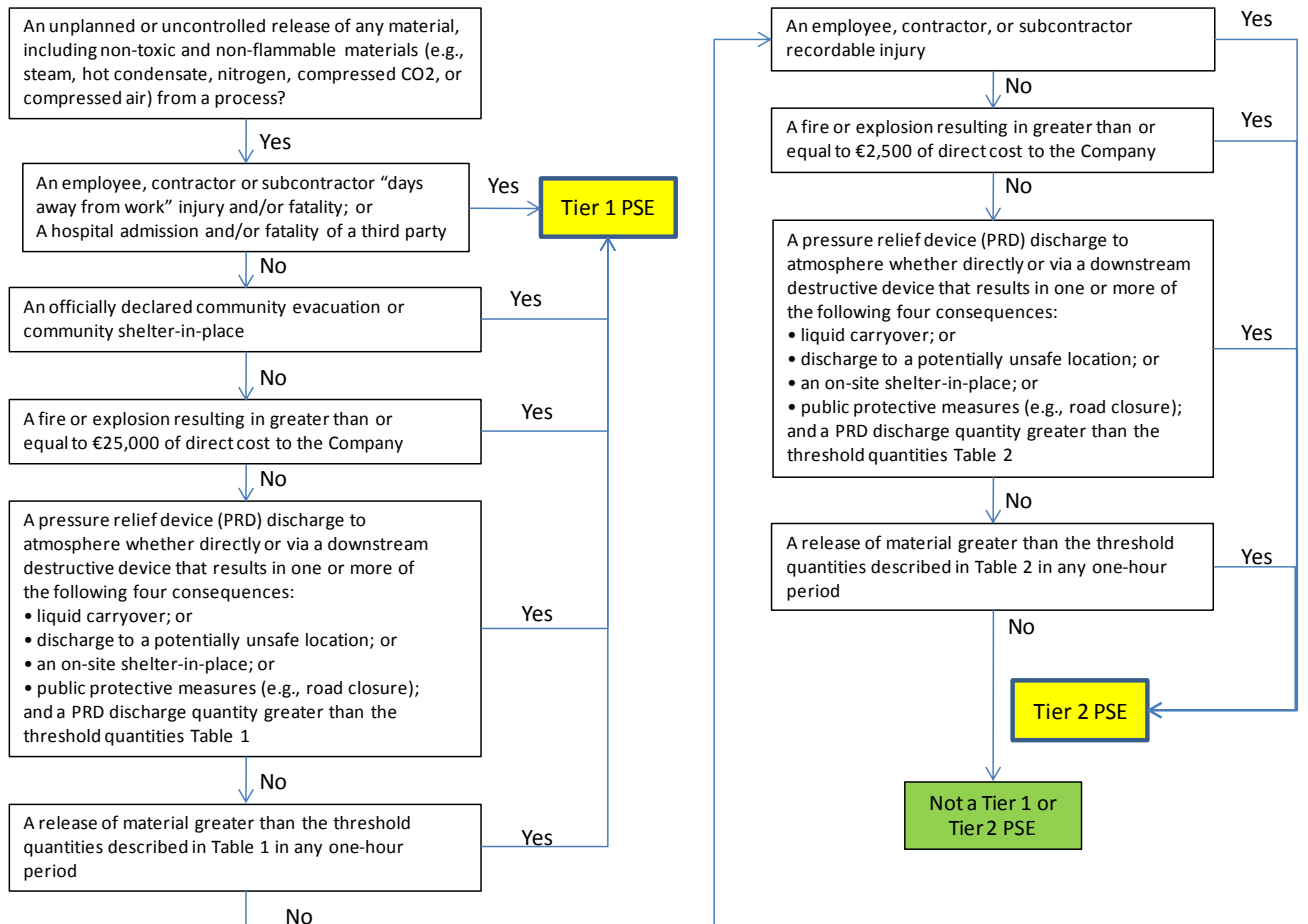 An unplanned or uncontrolled release of any material,
including non-toxic and non-flammable materials (e.g.,
steam, hot condensate, nitrogen, compressed CO2, or
compressed air) from a process?
Yes
An employee, contractor or subcontractor “days
away from work” injury and/or fatality; or
A hospital admission and/or fatality of a third party
Yes
Tier 1 PSE
No
An officially declared community evacuation or
community shelter-in-place
Yes
No
A fire or explosion resulting in greater than or
equal to €25,000 of direct cost to the Company
Yes
No
A pressure relief device (PRD) discharge to
atmosphere whether directly or via a downstream
destructive device that results in one or more of
the following four consequences:
• liquid carryover; or
• discharge to a potentially unsafe location; or
• an on-site shelter-in-place; or
• public protective measures (e.g., road closure);
and a PRD discharge quantity greater than the
threshold quantities Table 1
Yes
No
A release of material greater than the threshold
quantities described in Table 1 in any one-hour
period
Yes
No
An employee, contractor, or subcontractor
recordable injury
Yes
No
A fire or explosion resulting in greater than or
equal to €2,500 of direct cost to the Company
Yes
No
A pressure relief device (PRD) discharge to
atmosphere whether directly or via a downstream
destructive device that results in one or more of
the following four consequences:
• liquid carryover; or
• discharge to a potentially unsafe location; or
• an on-site shelter-in-place; or
• public protective measures (e.g., road closure);
and a PRD discharge quantity greater than the
threshold quantities Table 2
Yes
No
A release of material greater than the threshold
quantities described in Table 2 in any one-hour
period
Yes
No
Tier 2 PSE
Not a Tier 1 or
Tier 2 PSE